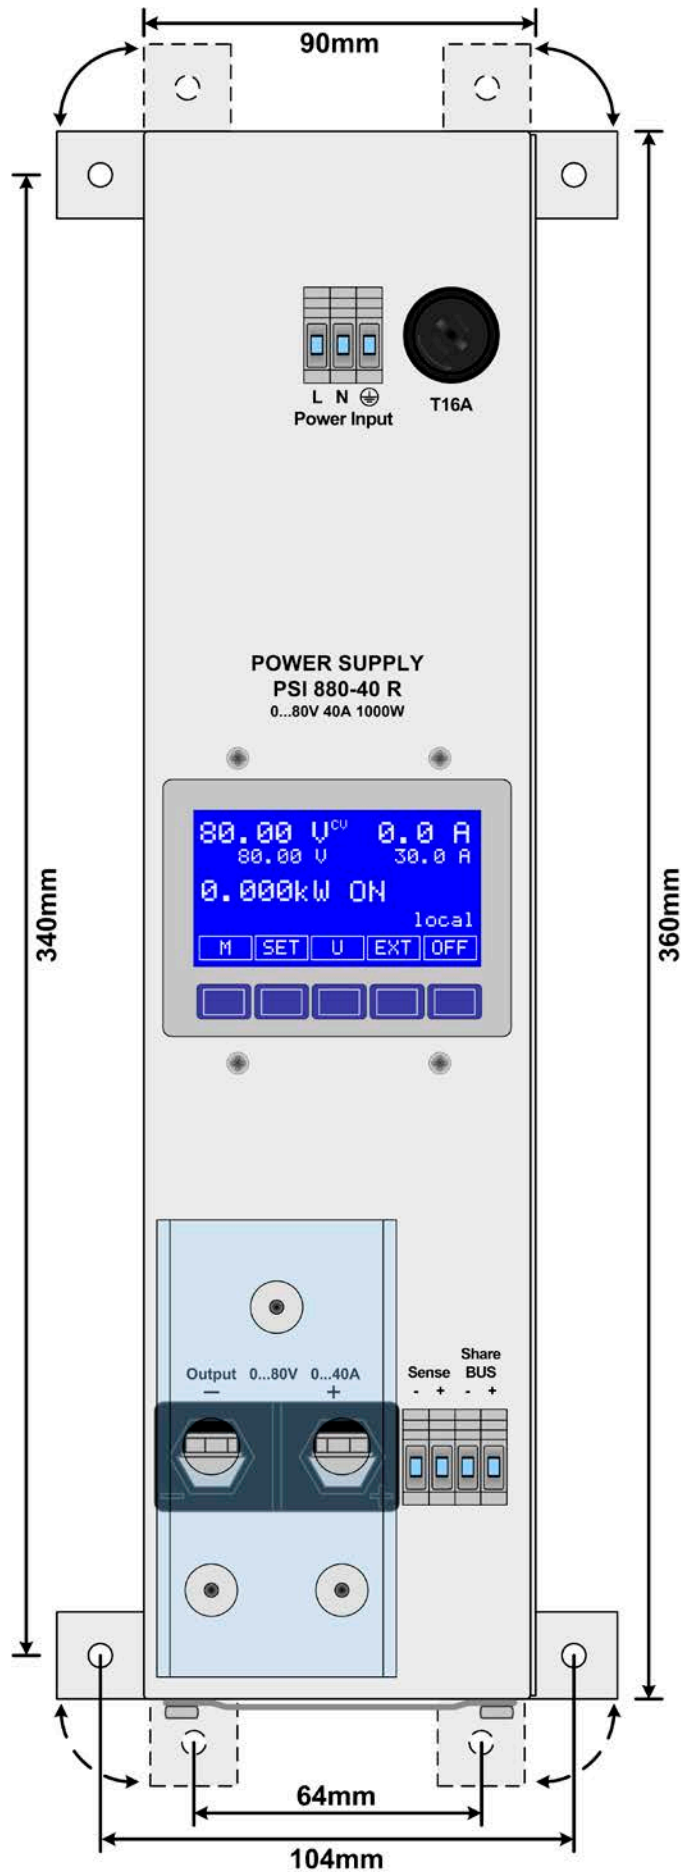 90mm
L N
Power Input
T16A
POWER SUPPLY
PSI 880-40 R
0...80V 40A 1000W
80.00 V CV 0.0 A
80.00 V 30.0 A
0.000kW ON
local
M SET U EXT OFF
340mm
360mm
Output 0...80V 0...40A
− +
Share
Sense BUS
- + - +
− +
64mm
104mm